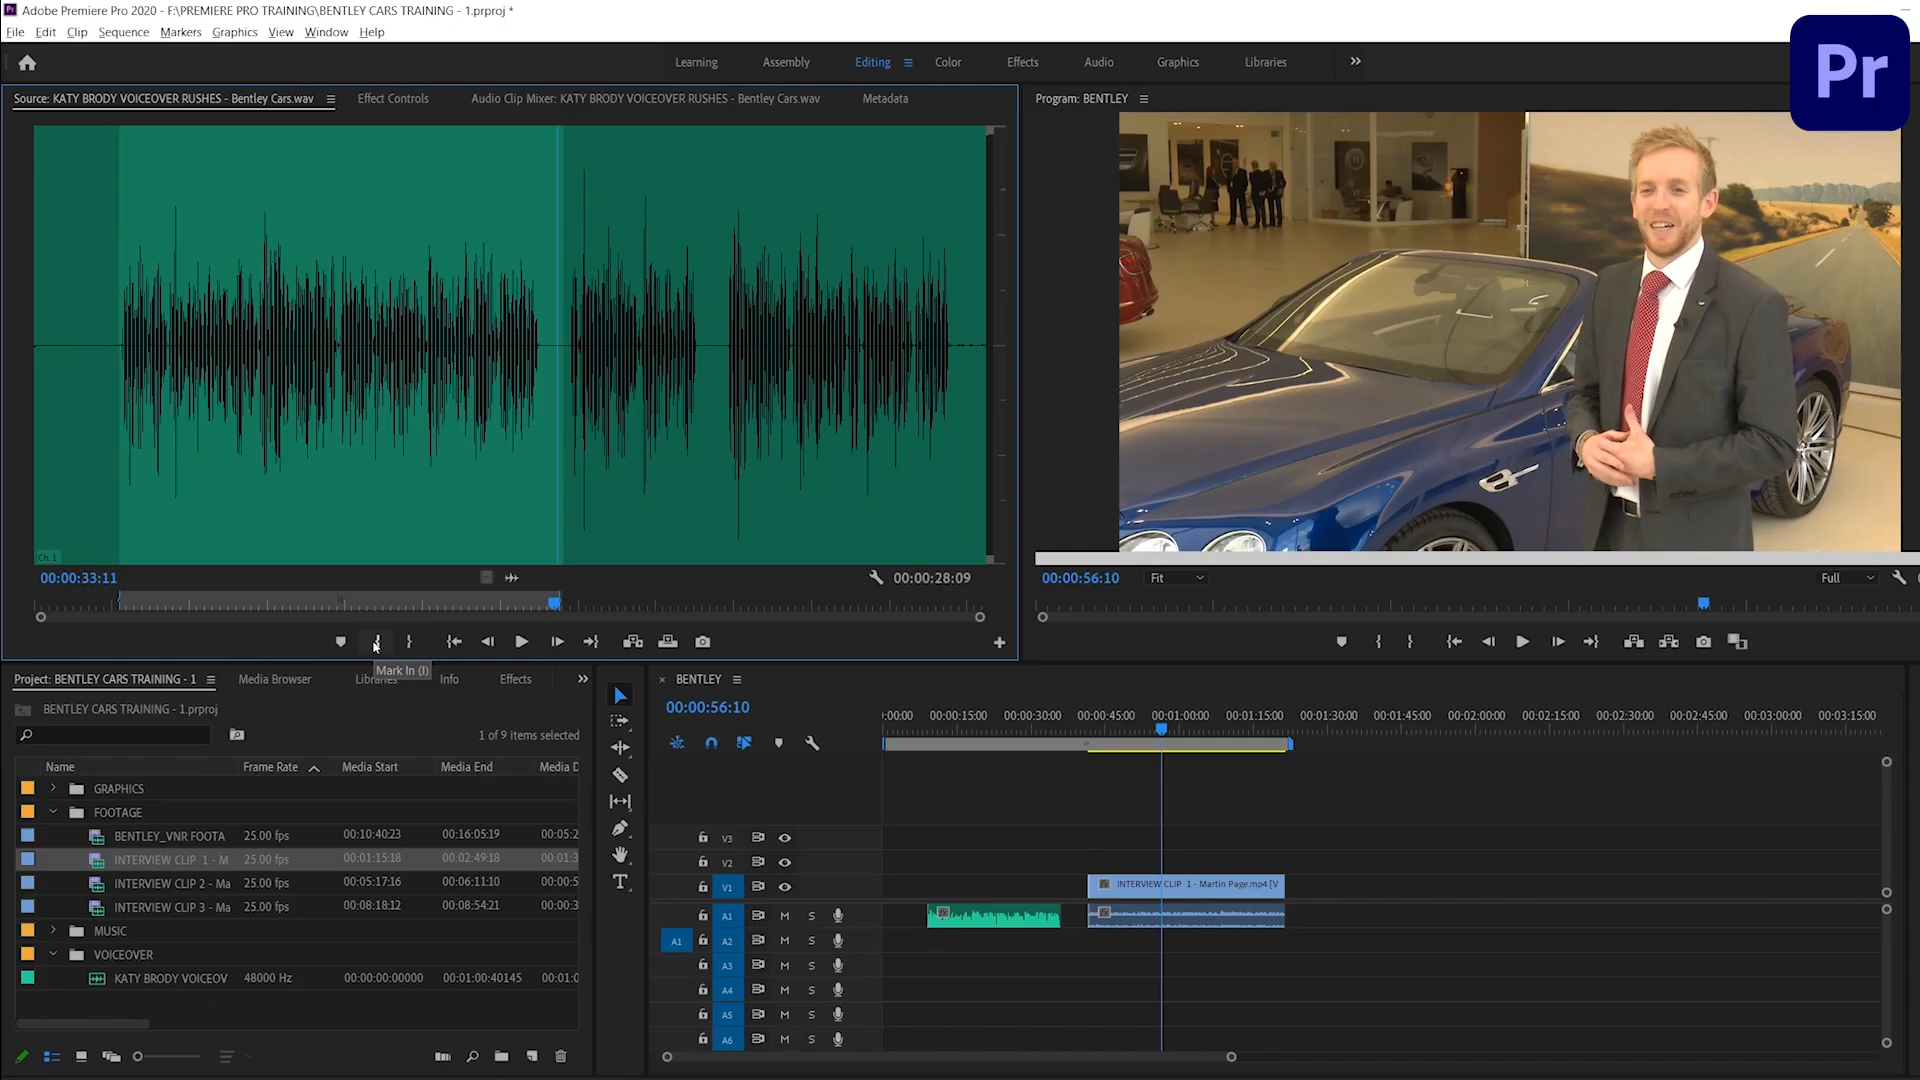 Adobe Premiere Pro 2020 - F:\PREMIERE PRO TRAINING\BENTLEY CARS TRAINING - 1.prproj *
File Edit Clip Sequence Markers Graphics View Window Help
Learning Assembly Editing Color Effects Audio Graphics Libraries
Pr
Source: KATY BRODY VOICEOVER RUSHES - Bentley Cars.wav Effect Controls Audio Clip Mixer: KATY BRODY VOICEOVER RUSHES - Bentley Cars.wav Metadata
Program: BENTLEY
Ch. 1
00:00:33:11 00:00:28:09
00:00:56:10 Fit Full
Mark In (I)
Project: BENTLEY CARS TRAINING - 1 Media Browser Libraries Info Effects
BENTLEY CARS TRAINING - 1.prproj
1 of 9 items selected
Name Frame Rate Media Start Media End Media D
GRAPHICS
FOOTAGE
BENTLEY_VNR FOOTA 25.00 fps 00:10:40:23 00:16:05:19 00:05:2
INTERVIEW CLIP 1 - M 25.00 fps 00:01:15:18 00:02:49:18 00:01:3
INTERVIEW CLIP 2 - Ma 25.00 fps 00:05:17:16 00:06:11:10 00:00:5
INTERVIEW CLIP 3 - Ma 25.00 fps 00:08:18:12 00:08:54:21 00:00:3
MUSIC
VOICEOVER
KATY BRODY VOICEOV 48000 Hz 00:00:00:00000 00:01:00:40145 00:01:0
BENTLEY
00:00:56:10
:00:00 00:00:15:00 00:00:30:00 00:00:45:00 00:01:00:00 00:01:15:00 00:01:30:00 00:01:45:00 00:02:00:00 00:02:15:00 00:02:30:00 00:02:45:00 00:03:00:00 00:03:15:00
V3
V2
V1 fx INTERVIEW CLIP 1 - Martin Page.mp4 [V
A1 M S fx fx
A1 A2 M S
A3 M S
A4 M S
A5 M S
A6 M S
T